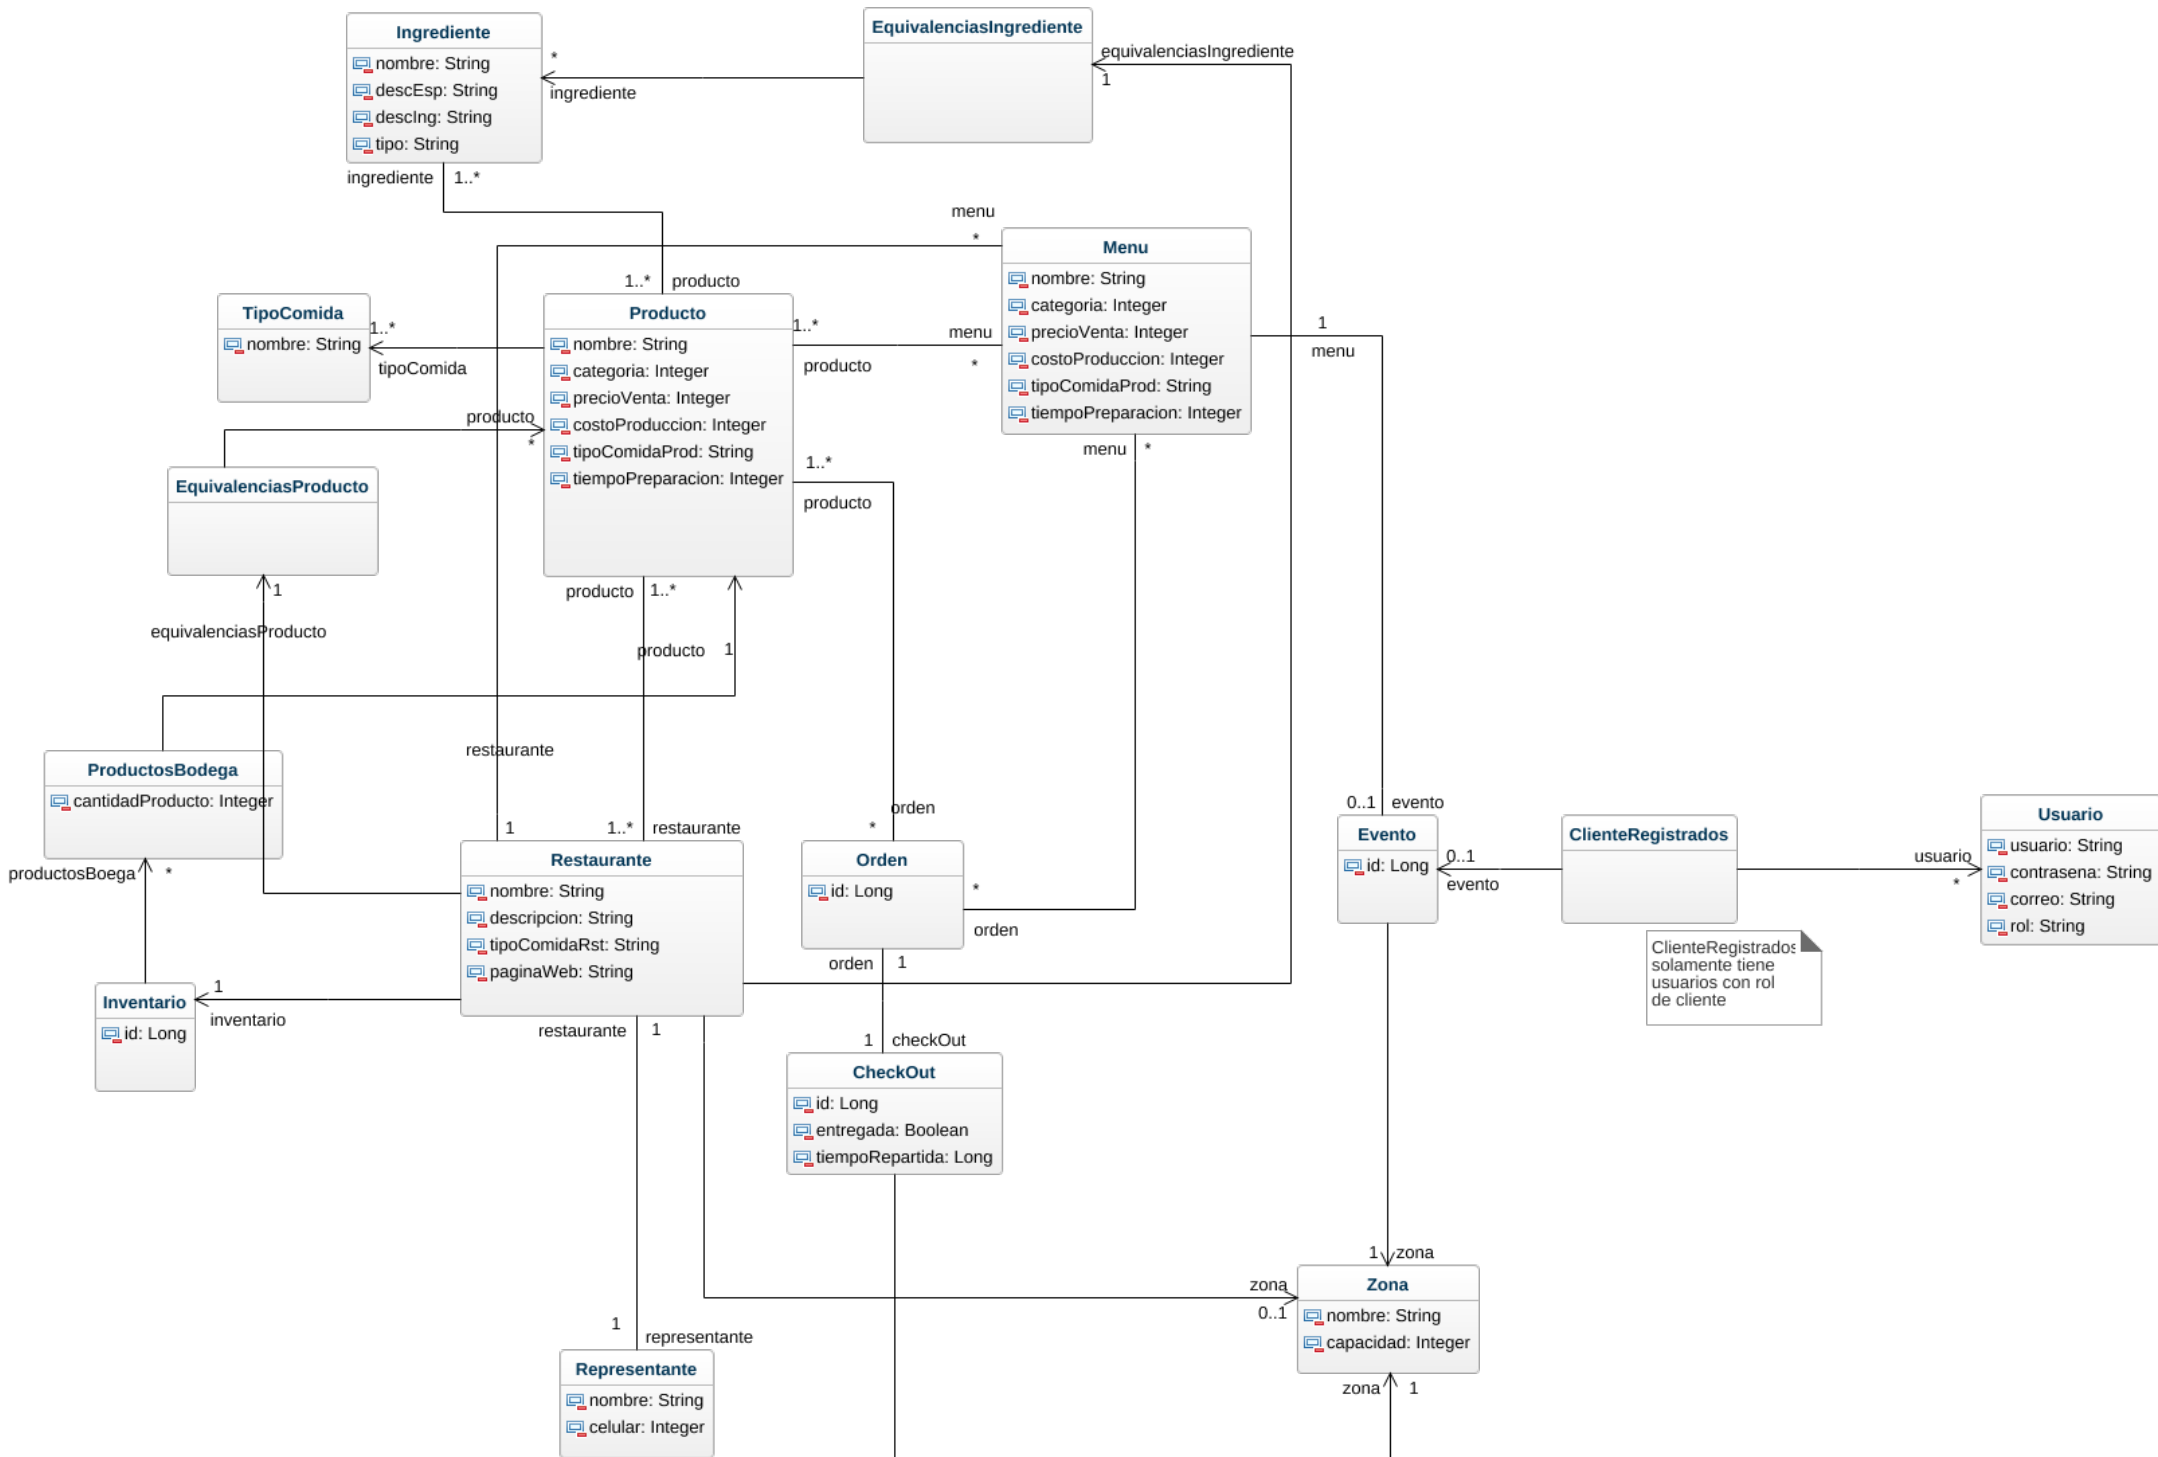 Ingrediente
nombre: String
descEsp: String
descIng: String
tipo: String
EquivalenciasIngrediente
*
ingrediente
equivalenciasIngrediente
1
ingrediente
1..*
menu
*
Menu
nombre: String
categoria: Integer
precioVenta: Integer
costoProduccion: Integer
tipoComidaProd: String
tiempoPreparacion: Integer
1..*
producto
TipoComida
nombre: String
1..*
tipoComida
Producto
nombre: String
categoria: Integer
precioVenta: Integer
costoProduccion: Integer
tipoComidaProd: String
tiempoPreparacion: Integer
1..*
producto
menu
*
1
menu
producto
*
menu
*
1..*
producto
EquivalenciasProducto
1
equivalenciasProducto
producto
1..*
producto
1
restaurante
ProductosBodega
cantidadProducto: Integer
productosBoega
*
1
1..*
restaurante
orden
*
0..1
evento
Restaurante
nombre: String
descripcion: String
tipoComidaRst: String
paginaWeb: String
Orden
id: Long
*
orden
Evento
id: Long
0..1
evento
ClienteRegistrados
usuario
*
Usuario
usuario: String
contrasena: String
correo: String
rol: String
ClienteRegistrados
solamente tiene
usuarios con rol
de cliente
Inventario
id: Long
1
inventario
restaurante
1
orden
1
1
checkOut
CheckOut
id: Long
entregada: Boolean
tiempoRepartida: Long
1
zona
zona
0..1
Zona
nombre: String
capacidad: Integer
1
representante
Representante
nombre: String
celular: Integer
zona
1